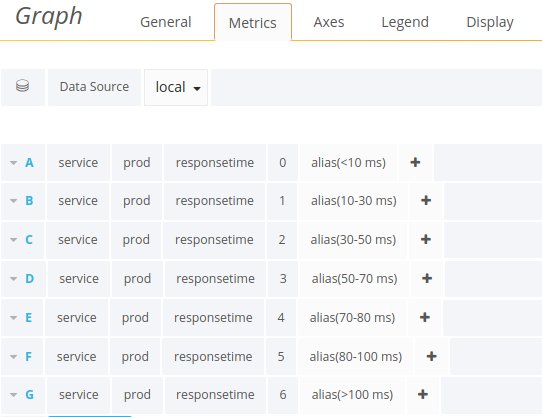 Graph General Metrics Axes Legend Display
Data Source local
A service prod responsetime 0 alias(<10 ms) +
B service prod responsetime 1 alias(10-30 ms) +
C service prod responsetime 2 alias(30-50 ms) +
D service prod responsetime 3 alias(50-70 ms) +
E service prod responsetime 4 alias(70-80 ms) +
F service prod responsetime 5 alias(80-100 ms) +
G service prod responsetime 6 alias(>100 ms) +